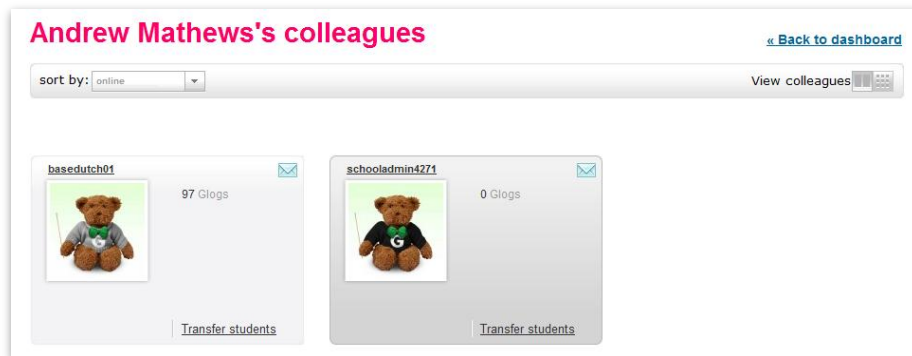 Andrew Mathews's colleagues
« Back to dashboard
sort by: online
View colleagues
basedutch01
97 Glogs
G
Transfer students
schooladmin4271
0 Glogs
G
Transfer students